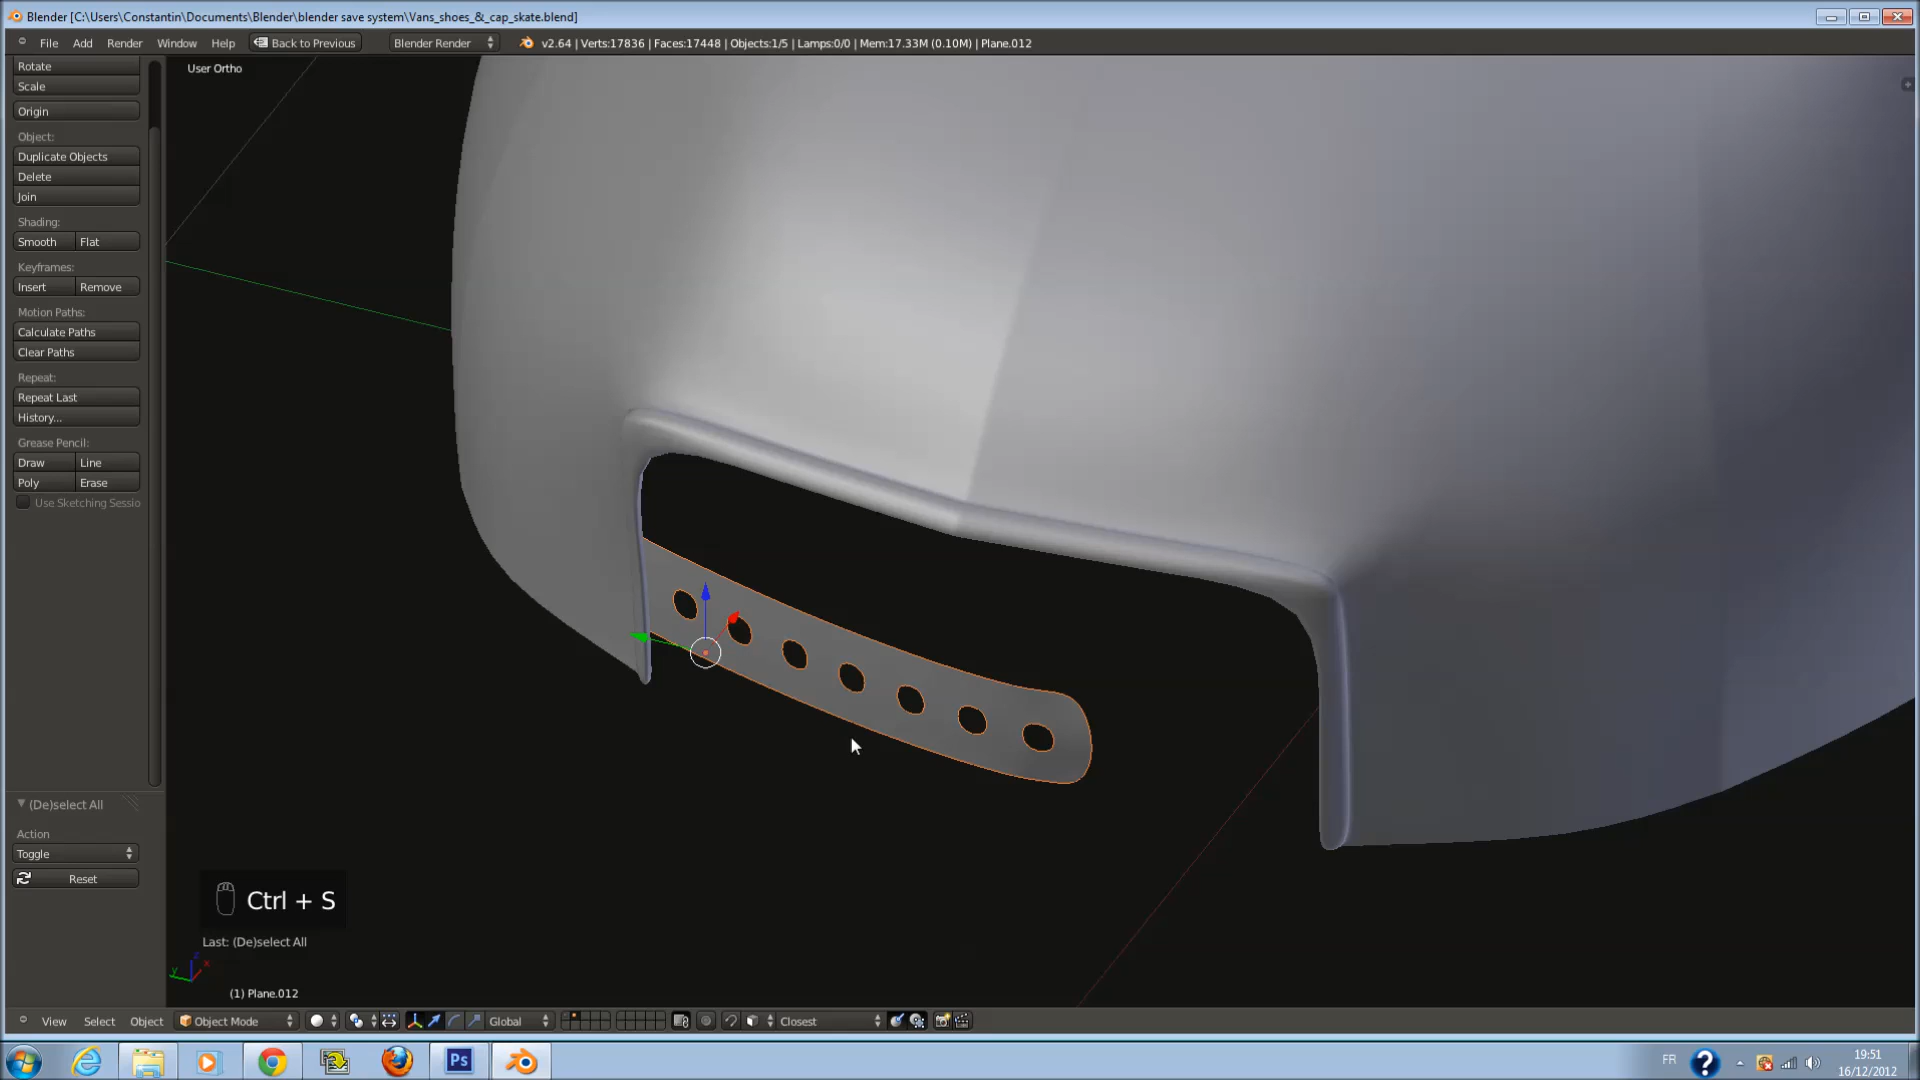 Blender [C:\Users\Constantin\Documents\Blender\blender save system\Vans_shoes_&_cap_skate.blend]
File Add Render Window Help Back to Previous Blender Render v2.64 | Verts:17836 | Faces:17448 | Objects:1/5 | Lamps:0/0 | Mem:17.33M (0.10M) | Plane.012
Rotate
User Ortho
Scale
Origin
Object:
Duplicate Objects
Delete
Join
Shading:
Smooth Flat
Keyframes:
Insert Remove
Motion Paths:
Calculate Paths
Clear Paths
Repeat:
Repeat Last
History...
Grease Pencil:
Draw Line
Poly Erase
Use Sketching Sessio
(De)select All
Action
Toggle
Reset
Ctrl + S
Last: (De)select All
z
y x
(1) Plane.012
View Select Object Object Mode Global Closest
Ps
FR 19:51
16/12/2012